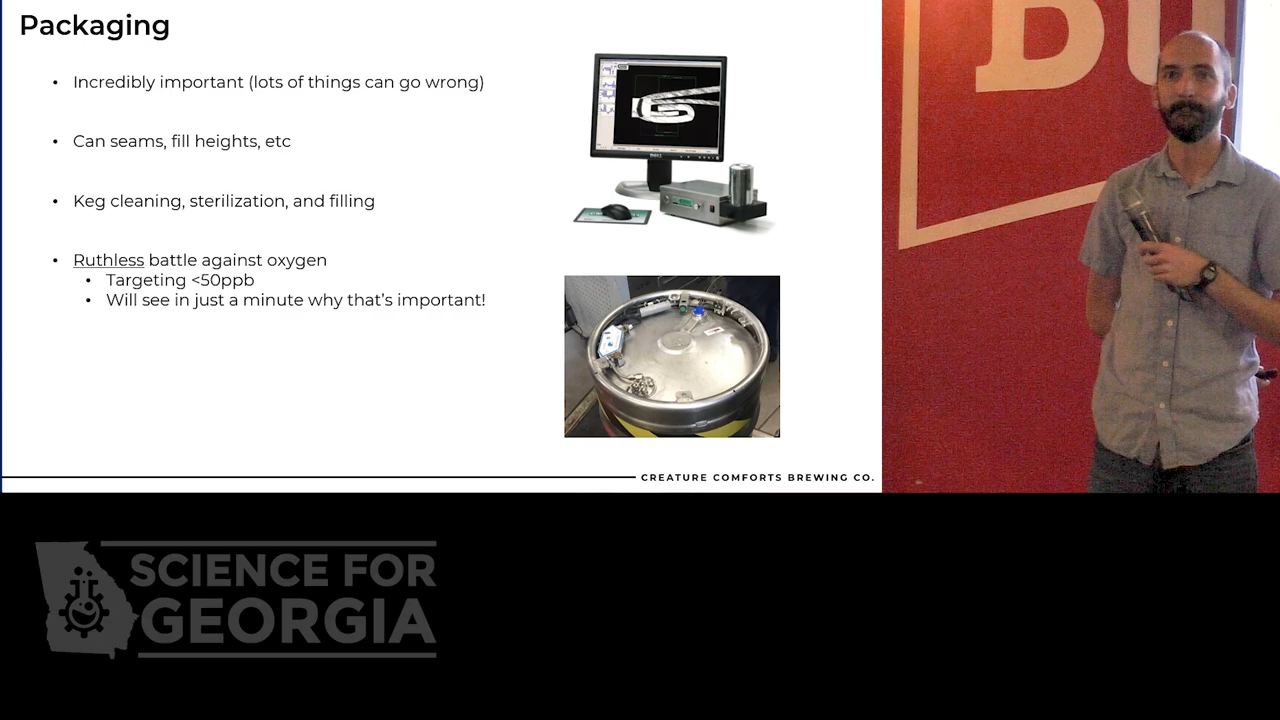 Packaging
• Incredibly important (lots of things can go wrong)
• Can seams, fill heights, etc
• Keg cleaning, sterilization, and filling
• Ruthless battle against oxygen
• Targeting <50ppb
• Will see in just a minute why that's important!
DELL
CREATURE COMFORTS BREWING CO.
SCIENCE FOR
GEORGIA